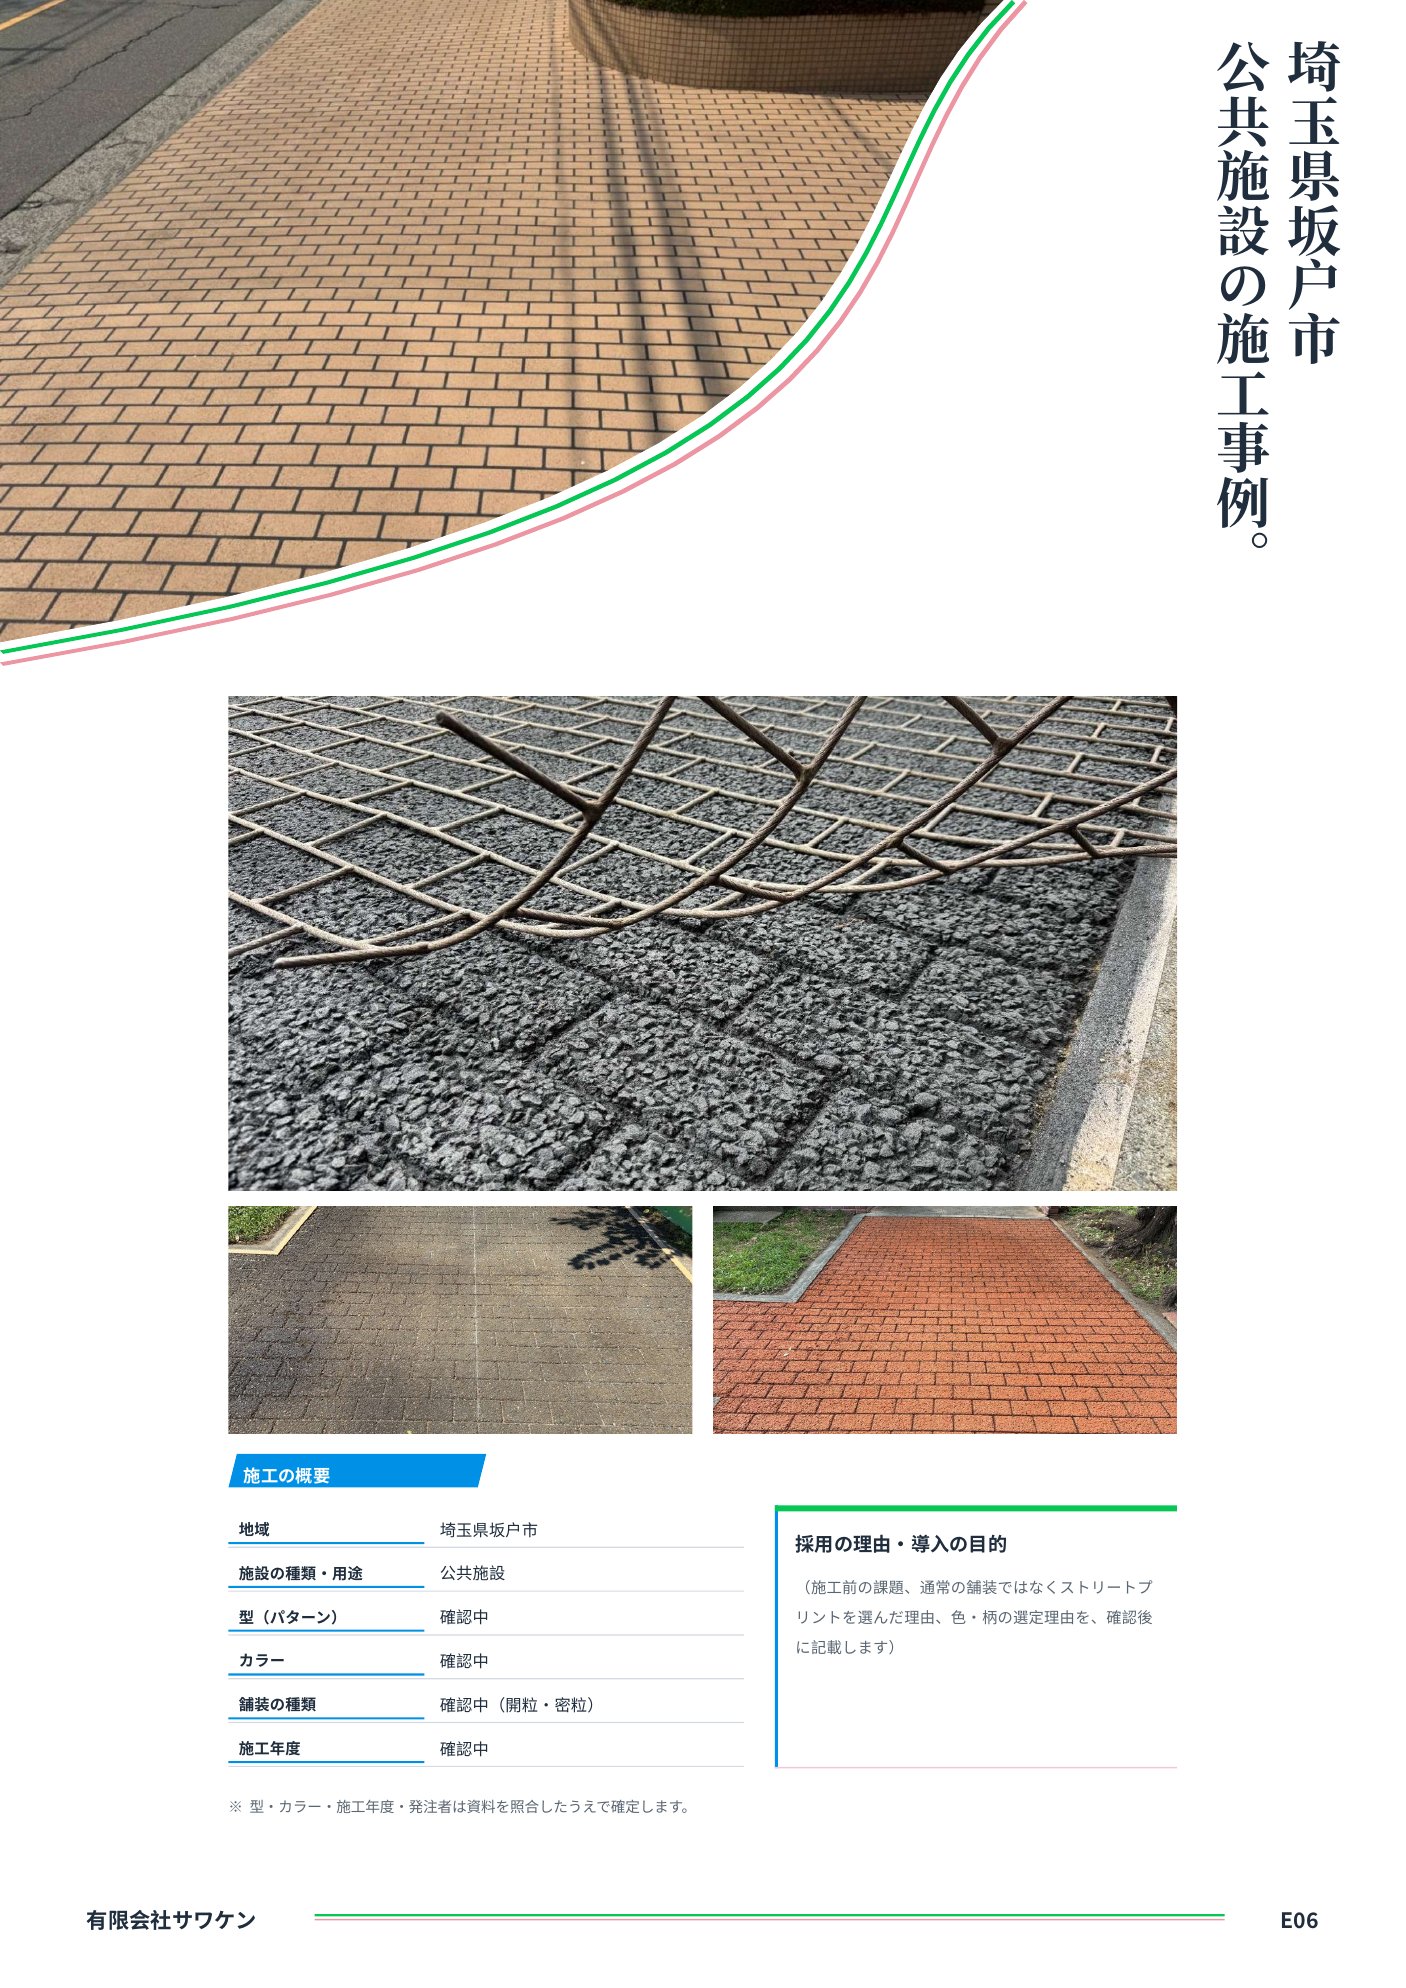 埼玉県坂戸市
公共施設の施工事例。
施工の概要
地域 埼玉県坂戸市
施設の種類・用途 公共施設
型（パターン） 確認中
カラー 確認中
舗装の種類 確認中（開粒・密粒）
施工年度 確認中
採用の理由・導入の目的
（施工前の課題、通常の舗装ではなくストリートプ
リントを選んだ理由、色・柄の選定理由を、確認後
に記載します）
※ 型・カラー・施工年度・発注者は資料を照合したうえで確定します。
有限会社サワケン
E06